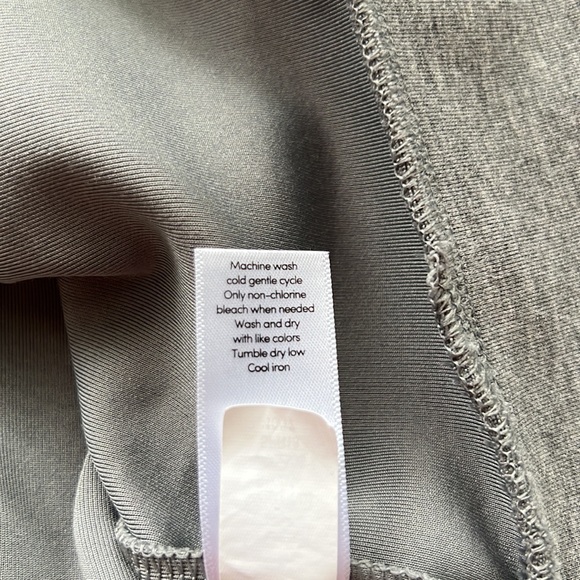 Machine wash
cold gentle cycle
Only non-chlorine
bleach when needed
Wash and dry
with like colors
Tumble dry low
Cool iron